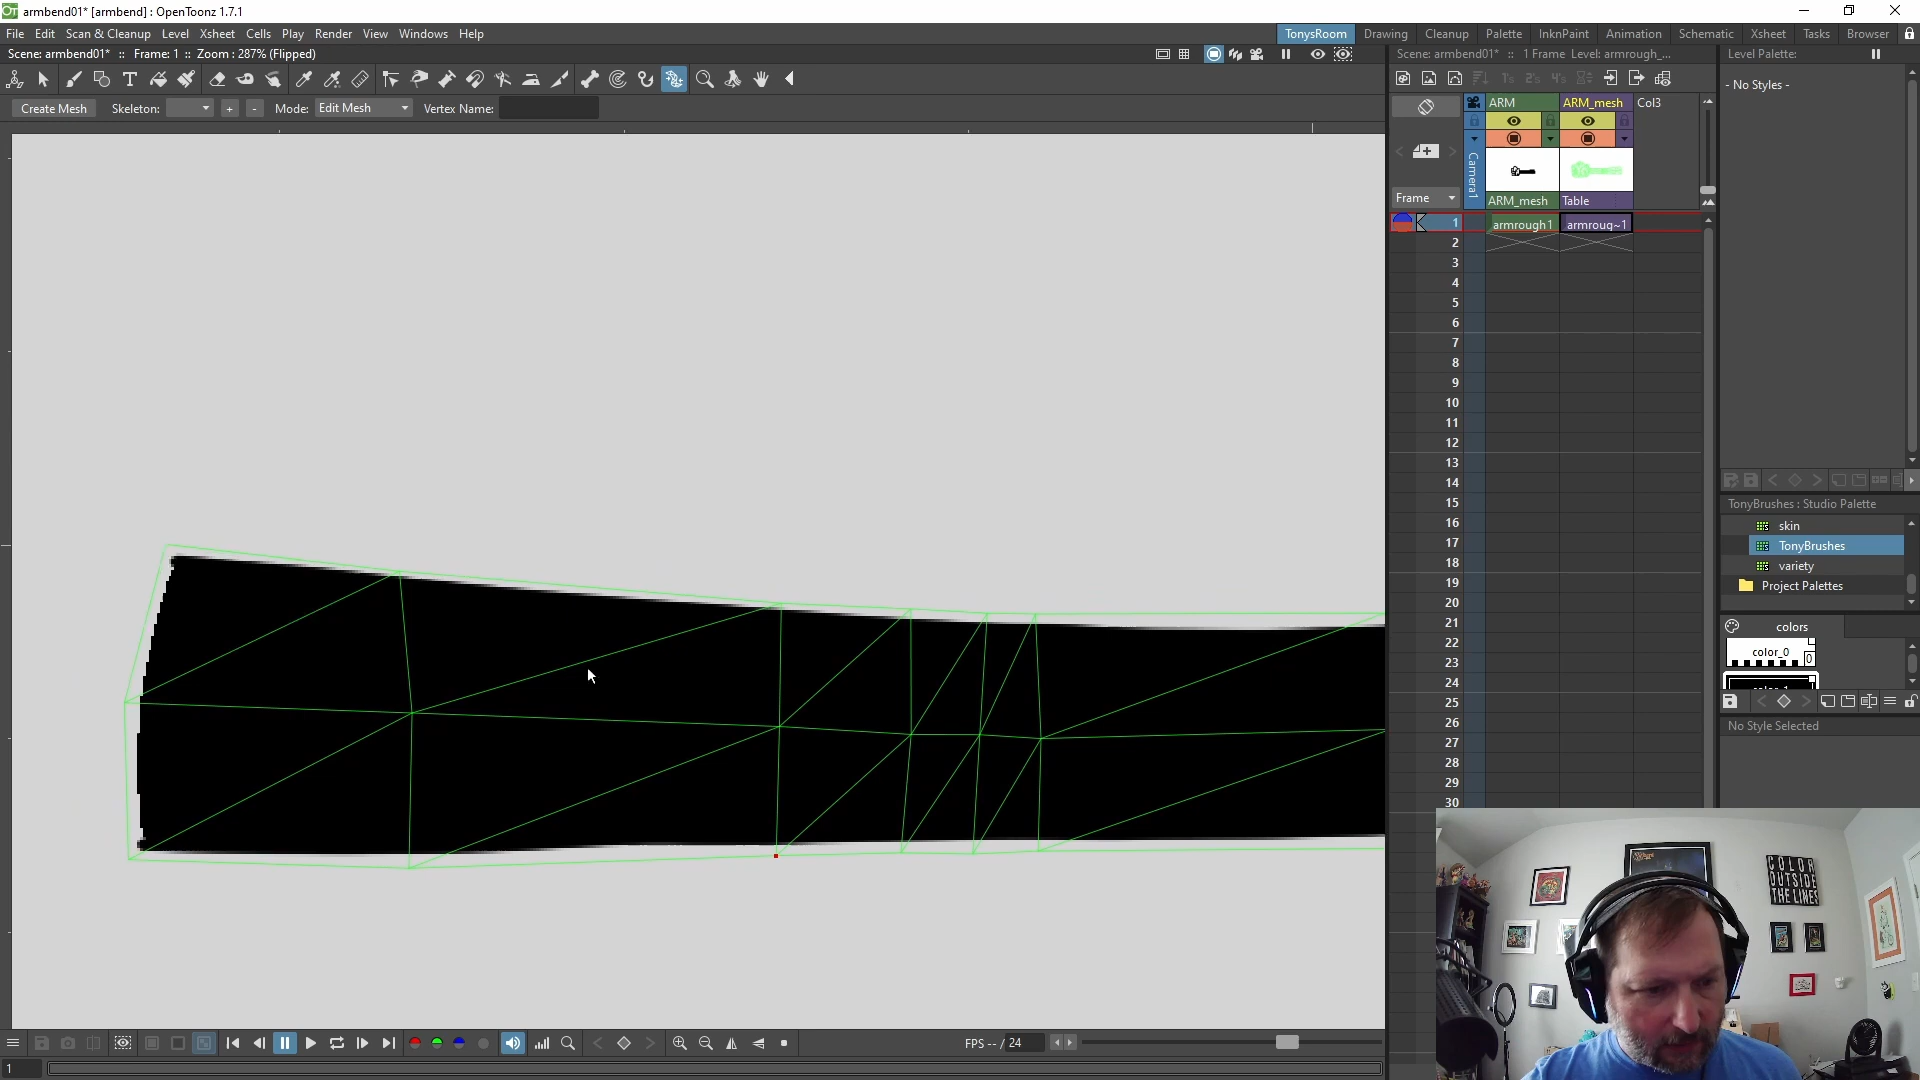 armbend01* [armbend] : OpenToonz 1.7.1
File Edit Scan & Cleanup Level Xsheet Cells Play Render View Windows Help
TonysRoom Drawing Cleanup Palette InknPaint Animation Schematic Xsheet Tasks Browser
Scene: armbend01* :: Frame: 1 :: Zoom : 287% (Flipped)
Scene: armbend01* :: 1 Frame Level: armrough_...
Level Palette:
- No Styles -
Create Mesh Skeleton: + - Mode: Edit Mesh Vertex Name:
ARM ARM_mesh Col3
Camera1
Frame ARM_mesh Table
1 armrough1 armroug~1
2
3
4
5
6
7
8
9
10
11
12
13
14
15
16
17
18
19
20
21
22
23
24
25
26
27
28
29
30
TonyBrushes : Studio Palette
skin
TonyBrushes
variety
Project Palettes
colors
color_0
0
No Style Selected
COLOR
OUTSIDE
THE LINES
FPS -- / 24
1